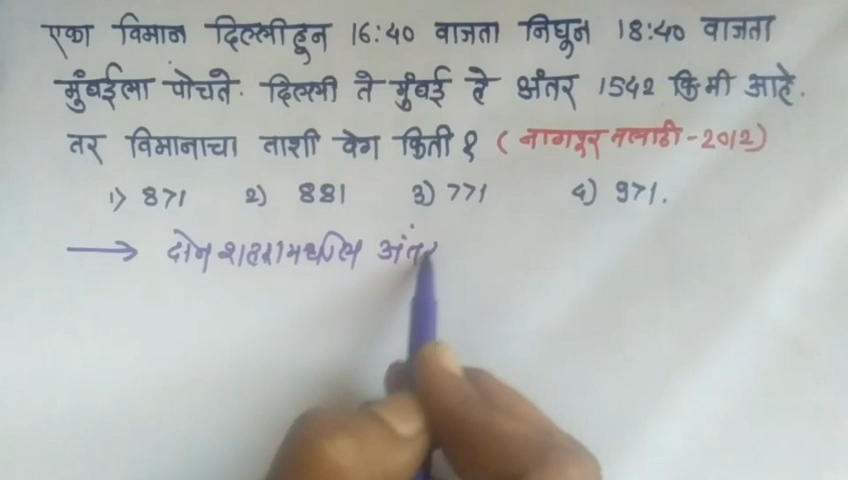 एका विमान दिल्लीहून 16:40 वाजता निघून 18:40 वाजता
मुंबईला पोचते. दिल्ली ते मुंबई हे अंतर 1542 कि मी आहे.
तर विमानाचा ताशी वेग किती ? (नागपूर तलाठी-2012)
1) 871 2) 881 3) 771 4) 971.
→ दोन शहरामधील अंतर